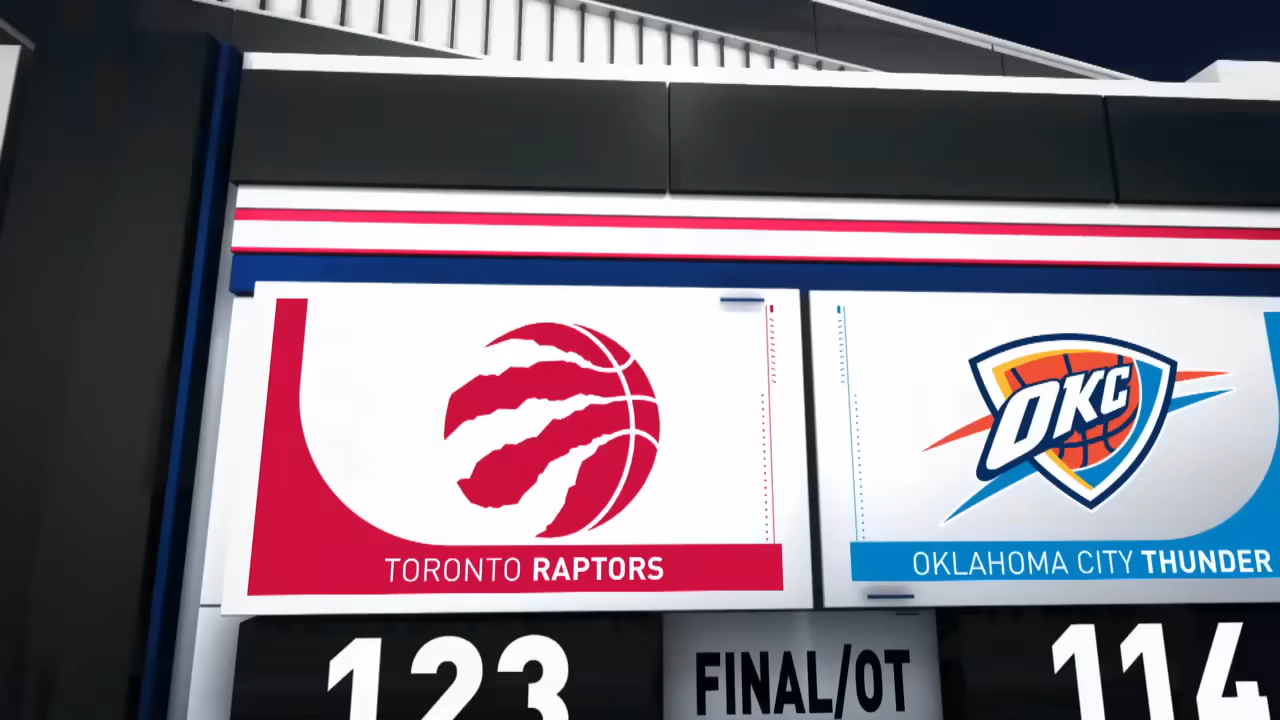 OKC
TORONTO RAPTORS
OKLAHOMA CITY THUNDER
123
FINAL/OT
114